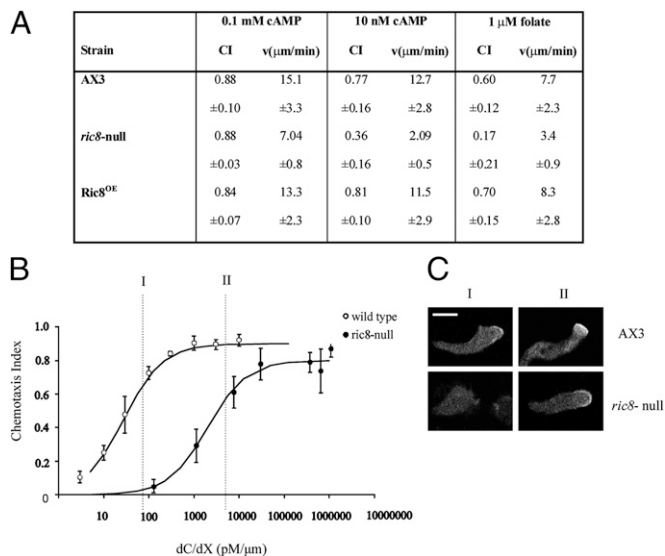 A
0.1 mM cAMP 10 nM cAMP 1 μM folate
Strain CI v(μm/min) CI v(μm/min) CI v(μm/min)
AX3 0.88 15.1 0.77 12.7 0.60 7.7
±0.10 ±3.3 ±0.16 ±2.8 ±0.12 ±2.3
ric8-null 0.88 7.04 0.36 2.09 0.17 3.4
±0.03 ±0.8 ±0.16 ±0.5 ±0.21 ±0.9
Ric8OE 0.84 13.3 0.81 11.5 0.70 8.3
±0.07 ±2.3 ±0.10 ±2.9 ±0.15 ±2.8
B
I II
wild type
ric8-null
Chemotaxis Index
1.0
0.8
0.6
0.4
0.2
0
10 100 1000 10000 100000 1000000 10000000
dC/dX (pM/μm)
C
I II
AX3
ric8- null